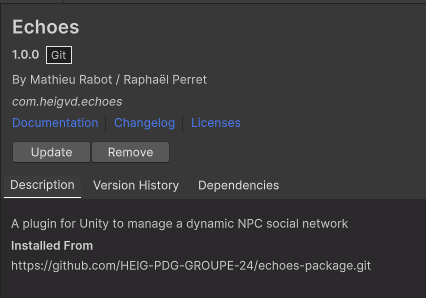 Echoes
1.0.0 Git
By Mathieu Rabot / Raphaël Perret
com.heigvd.echoes
Documentation Changelog Licenses
Update Remove
Description Version History Dependencies
A plugin for Unity to manage a dynamic NPC social network
Installed From
https://github.com/HEIG-PDG-GROUPE-24/echoes-package.git